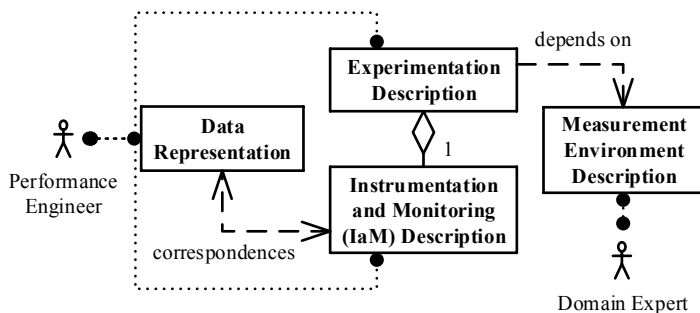 depends on
Experimentation
Description
Data
Representation
Measurement
Environment
Description
1
Performance
Engineer
Instrumentation
and Monitoring
(IaM) Description
correspondences
Domain Expert